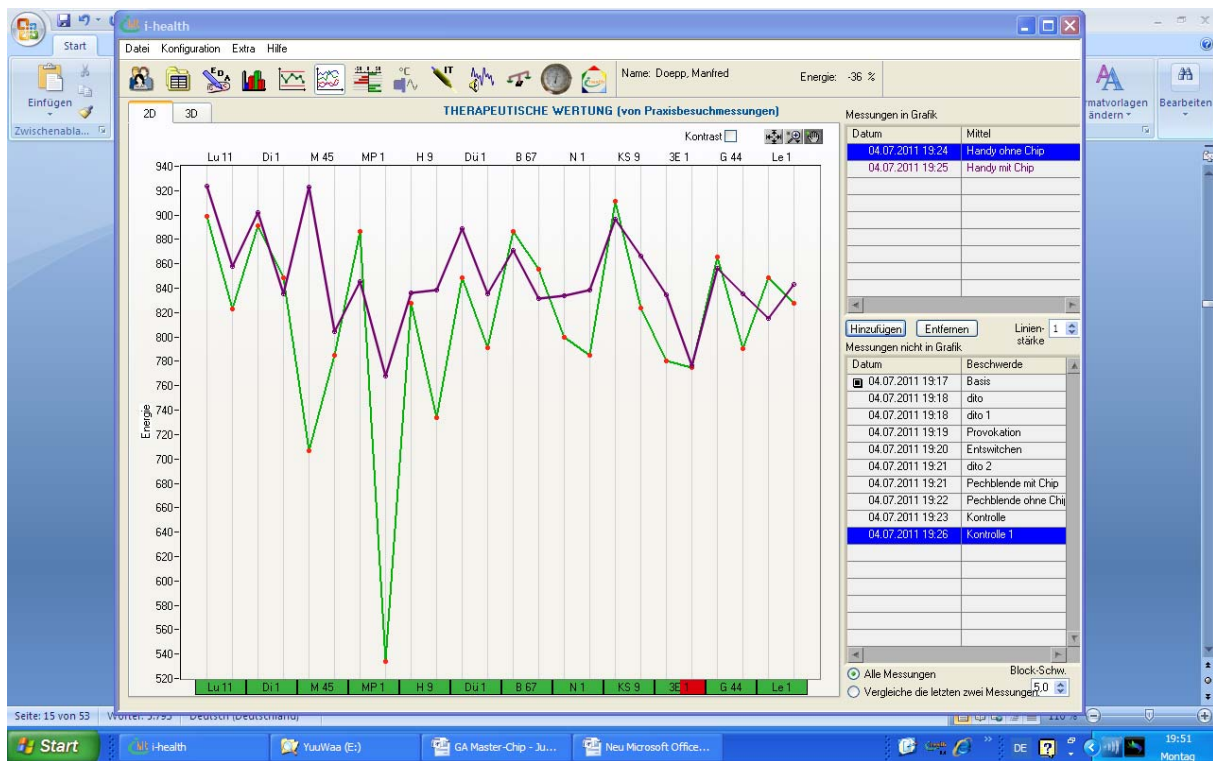 Start
Einfügen
Zwischenabla...
i-health
Datei Konfiguration Extra Hilfe
EDA
°C
IT
Name: Doepp, Manfred
Energie: -36 %
2D 3D
THERAPEUTISCHE WERTUNG (von Praxisbesuchmessungen)
Kontrast
Lu 11 Di 1 M 45 MP 1 H 9 Dü 1 B 67 N 1 KS 9 3E 1 G 44 Le 1
940
920
900
880
860
840
820
800
780
760
740
720
700
680
660
640
620
600
580
560
540
520
Energie
Lu 11 Di 1 M 45 MP 1 H 9 Dü 1 B 67 N 1 KS 9 3E 1 G 44 Le 1
Messungen in Grafik
Datum Mittel
04.07.2011 19:24 Handy ohne Chip
04.07.2011 19:25 Handy mit Chip
Hinzufügen Entfernen Linien-stärke 1
Messungen nicht in Grafik
Datum Beschwerde
04.07.2011 19:17 Basis
04.07.2011 19:18 dito
04.07.2011 19:18 dito 1
04.07.2011 19:19 Provokation
04.07.2011 19:20 Entswitchen
04.07.2011 19:21 dito 2
04.07.2011 19:21 Pechblende mit Chip
04.07.2011 19:22 Pechblende ohne Chip
04.07.2011 19:23 Kontrolle
04.07.2011 19:26 Kontrolle 1
Alle Messungen
Block-Schw.
Vergleiche die letzten zwei Messungen
5,0
matvorlagen ändern
Bearbeiten
Seite: 15 von 53 Wörter: 5.795 Deutsch (Deutschland)
110 %
Start
i-health
YuuWaa (E:)
GA Master-Chip - Ju...
Neu Microsoft Office...
DE
19:51
Montag